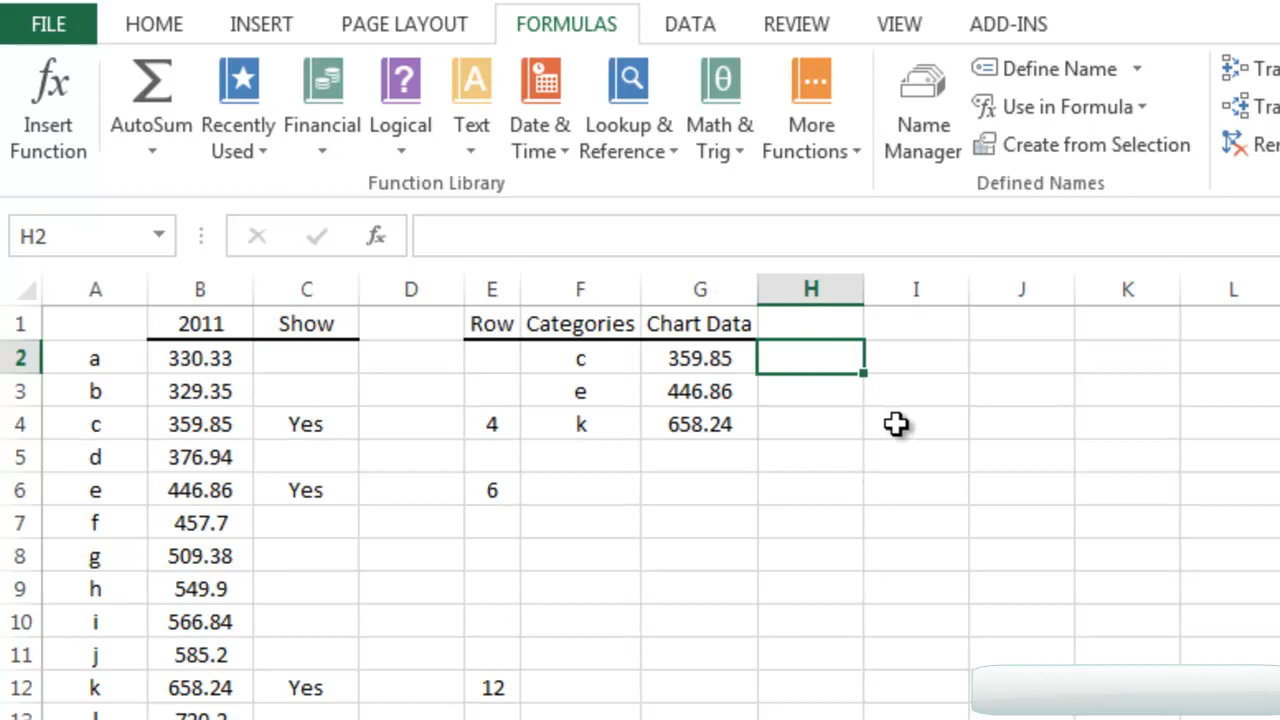 FILE HOME INSERT PAGE LAYOUT FORMULAS DATA REVIEW VIEW ADD-INS
fx Σ ? A θ
Insert Function
AutoSum
Recently Used
Financial
Logical
Text
Date & Time
Lookup & Reference
Math & Trig
More Functions
Function Library
Name Manager
Define Name
Use in Formula
Create from Selection
Defined Names
H2 fx
A B C D E F G H I J K L
1 2011 Show Row Categories Chart Data
2 a 330.33 c 359.85
3 b 329.35 e 446.86
4 c 359.85 Yes 4 k 658.24
5 d 376.94
6 e 446.86 Yes 6
7 f 457.7
8 g 509.38
9 h 549.9
10 i 566.84
11 j 585.2
12 k 658.24 Yes 12